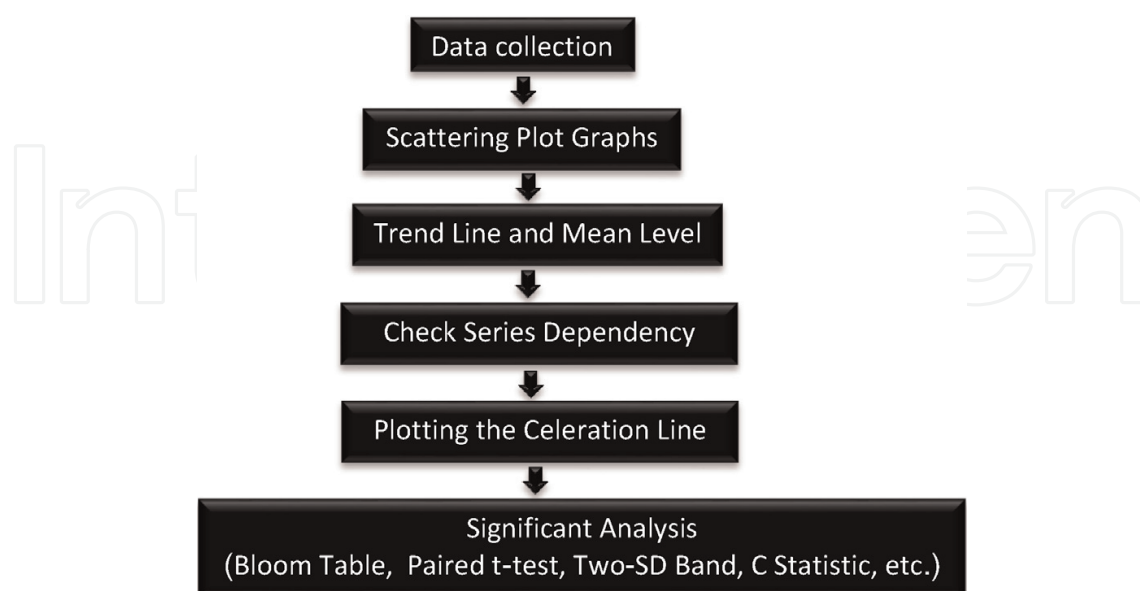 Data collection
Scattering Plot Graphs
Trend Line and Mean Level
Check Series Dependency
Plotting the Celeration Line
Significant Analysis
(Bloom Table, Paired t-test, Two-SD Band, C Statistic, etc.)